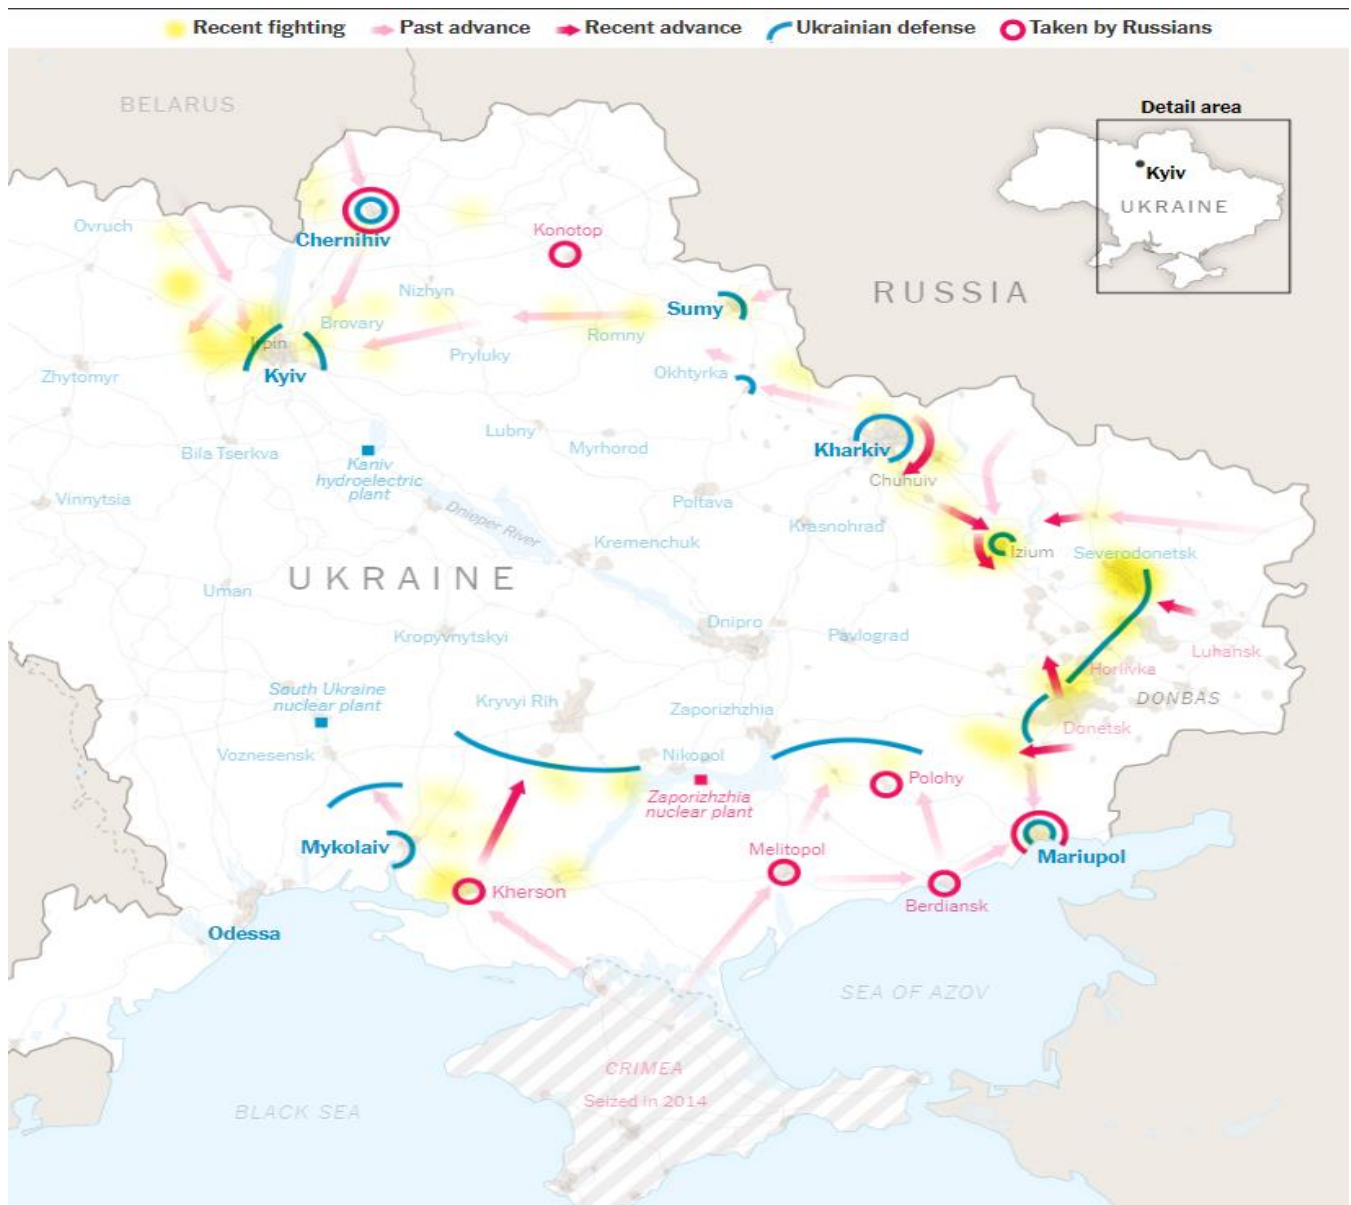 Recent fighting
Past advance
Recent advance
Ukrainian defense
Taken by Russians
BELARUS
Detail area
Kyiv
UKRAINE
Ovruch
Chernihiv
Konotop
RUSSIA
Nizhyn
Sumy
Brovary
Romny
Irpin
Pryluky
Kyiv
Zhytomyr
Okhtyrka
Lubny
Myrhorod
Kharkiv
Bila Tserkva
Kaniv
hydroelectric
plant
Chuhuiv
Vinnytsia
Poltava
Dnieper River
Krasnohrad
Kremenchuk
Izium
Severodonetsk
UKRAINE
Uman
Dnipro
Kropyvnytskyi
Pavlograd
Luhansk
Horlivka
South Ukraine
nuclear plant
Kryvyi Rih
Zaporizhzhia
DONBAS
Donetsk
Voznesensk
Nikopol
Polohy
Zaporizhzhia
nuclear plant
Mykolaiv
Melitopol
Mariupol
Kherson
Berdiansk
Odessa
SEA OF AZOV
CRIMEA
Seized in 2014
BLACK SEA